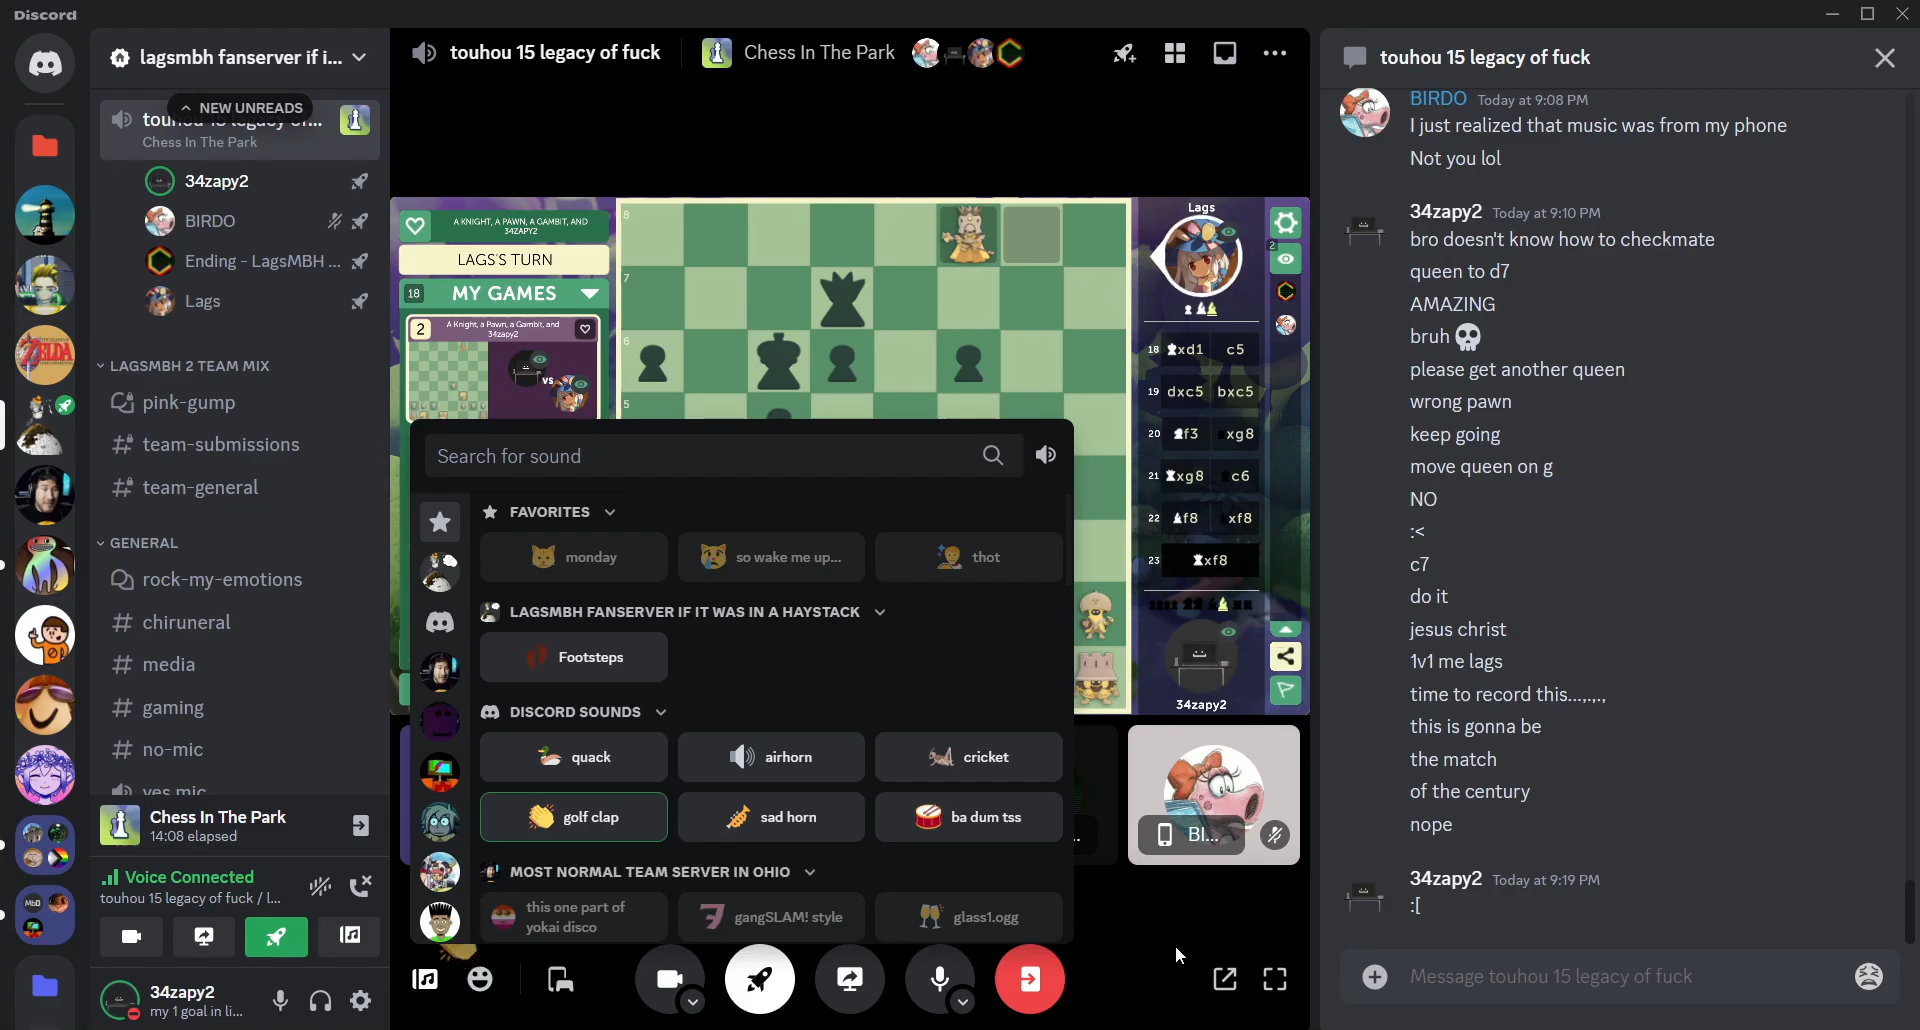 Discord
lagsmbh fanserver if i...
NEW UNREADS
Chess In The Park
34zapy2
BIRDO
Ending - LagsMBH ...
Lags
LAGSMBH 2 TEAM MIX
pink-gump
team-submissions
team-general
GENERAL
rock-my-emotions
chiruneral
media
gaming
no-mic
yes mic
Chess In The Park
14:08 elapsed
Voice Connected
touhou 15 legacy of fuck / l...
34zapy2
my 1 goal in li...
touhou 15 legacy of fuck
Chess In The Park
A KNIGHT, A PAWN, A GAMBIT, AND
34ZAPY2
LAGS'S TURN
18 MY GAMES
2 A Knight, a Pawn, a Gambit, and
34zapy2
VS
8
7
6
5
Lags
2
18 xd1 c5
19 dxc5 bxc5
20 f3 xg8
21 xg8 c6
22 f8 xf8
23 xf8
34zapy2
Search for sound
FAVORITES
monday
so wake me up...
thot
LAGSMBH FANSERVER IF IT WAS IN A HAYSTACK
Footsteps
DISCORD SOUNDS
quack
airhorn
cricket
golf clap
sad horn
ba dum tss
MOST NORMAL TEAM SERVER IN OHIO
this one part of
yokai disco
gangSLAM! style
glass1.ogg
BI...
touhou 15 legacy of fuck
BIRDO Today at 9:08 PM
I just realized that music was from my phone
Not you lol
34zapy2 Today at 9:10 PM
bro doesn't know how to checkmate
queen to d7
AMAZING
bruh
please get another queen
wrong pawn
keep going
move queen on g
NO
:<
c7
do it
jesus christ
1v1 me lags
time to record this...,..,
this is gonna be
the match
of the century
nope
34zapy2 Today at 9:19 PM
:[
Message touhou 15 legacy of fuck